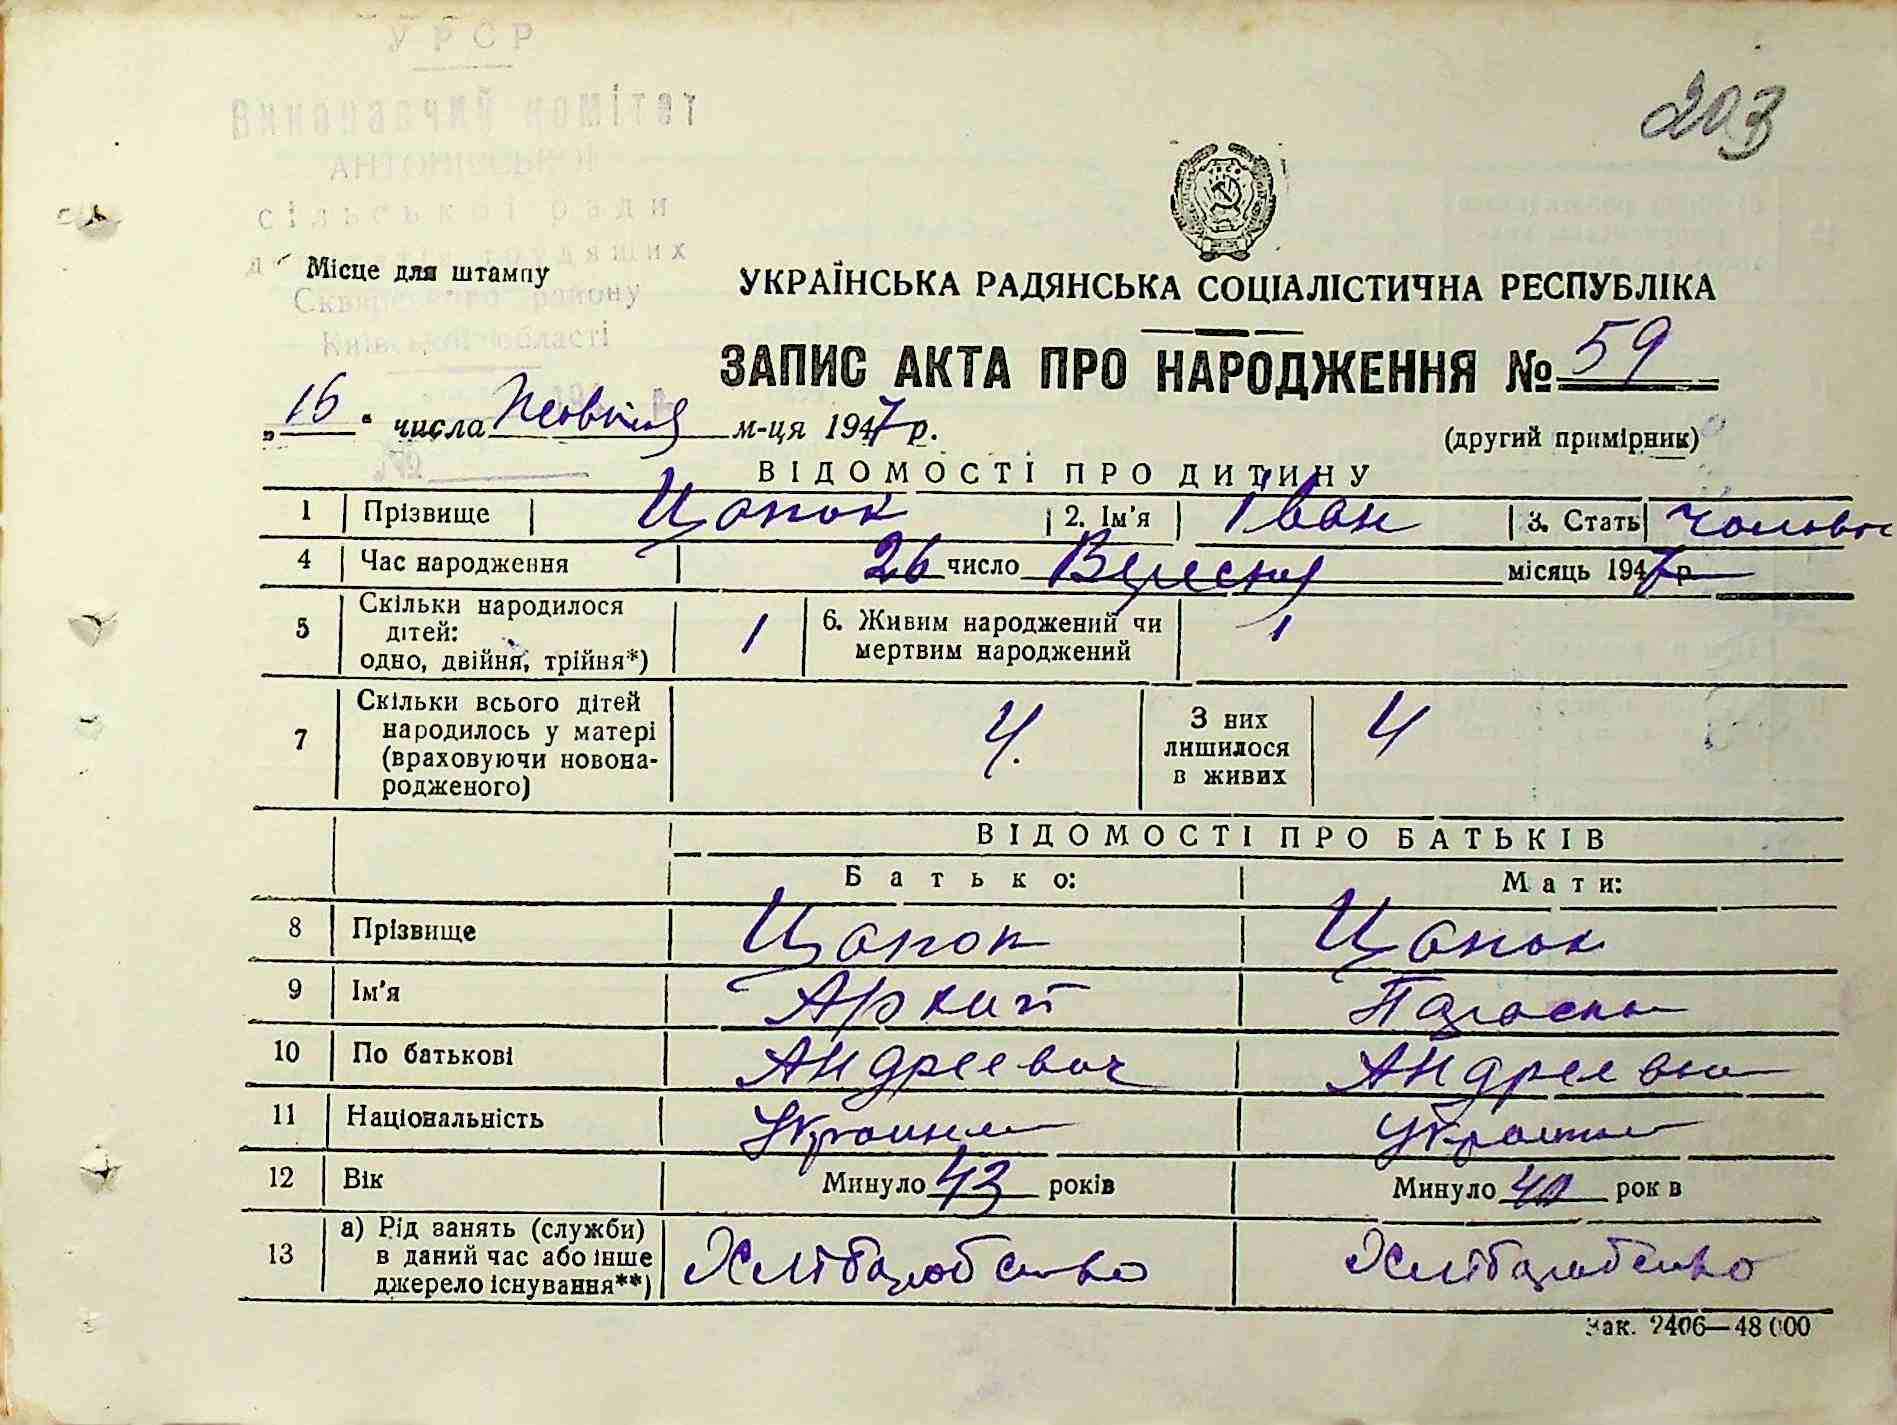 УРСР
203
Виконавчий комітет
АНТОНІВСЬКОЇ
сільської ради
депутатів трудящих
Місце для штампу
Сквирського району
УКРАЇНСЬКА РАДЯНСЬКА СОЦІАЛІСТИЧНА РЕСПУБЛІКА
Київської області
ЗАПИС АКТА ПРО НАРОДЖЕННЯ № 59
„16" числа Жовтня м-ця 1947 р.
(другий примірник)
ВІДОМОСТІ ПРО ДИТИНУ
1 Прізвище Цопок 2. Ім'я Іван 3. Стать чоловіч
4 Час народження 26 число Вересня місяць 1947 р
5 Скільки народилося дітей: одно, двійня, трійня*) 1 6. Живим народжений чи мертвим народжений 1
7 Скільки всього дітей народилось у матері (враховуючи новона-родженого) 4. З них лишилося в живих 4
ВІДОМОСТІ ПРО БАТЬКІВ
Батько: Мати:
8 Прізвище Цопок Цопок
9 Ім'я Архип
10 По батькові Андреевич Андреевна
11 Національність
12 Вік Минуло 43 років Минуло 40 рок в
13 а) Рід занять (служби) в даний час або інше джерело існування**) Хліборобство Хліборобство
Зак. 2406—48 000